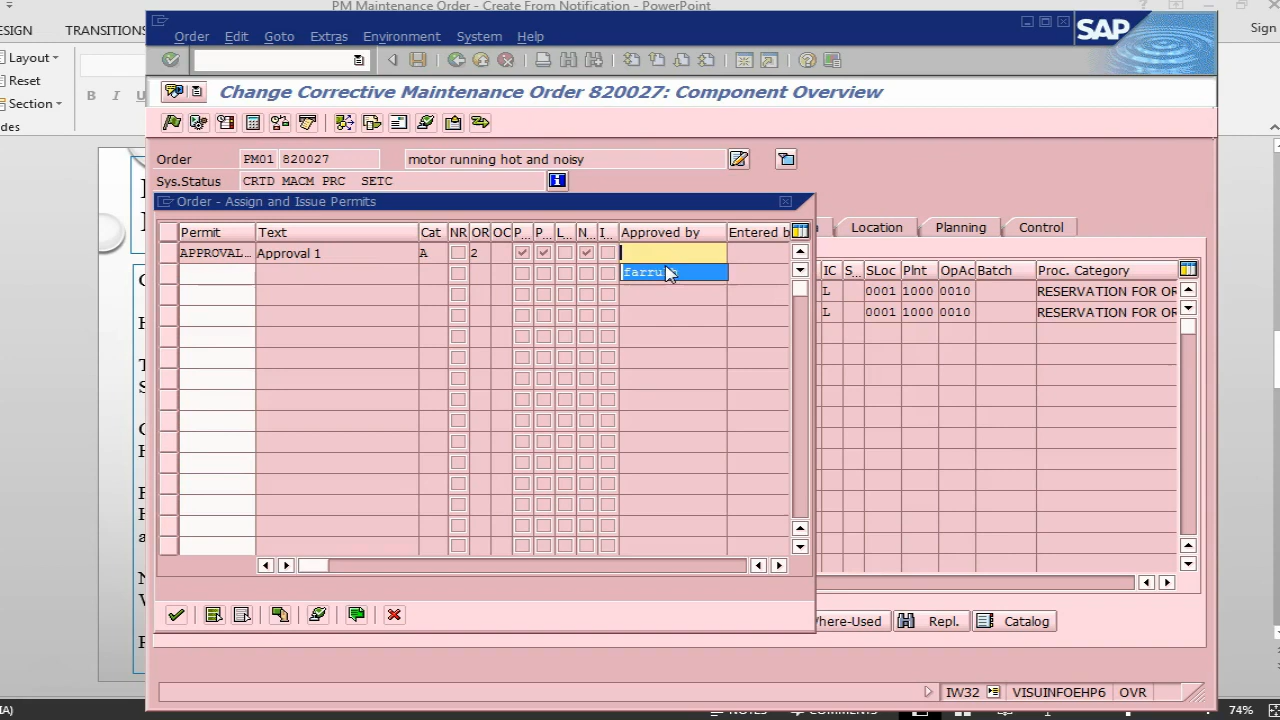 PM Maintenance Order - Create From Notification - PowerPoint
ESIGN TRANSITIONS
Sign
Layout
Reset
Section
B I U
Order Edit Goto Extras Environment System Help
SAP
Change Corrective Maintenance Order 820027: Component Overview
Order PM01 820027 motor running hot and noisy
Sys.Status CRTD MACM PRC SETC
Order - Assign and Issue Permits
Permit Text Cat NR OR OC P... P... L... N... I... Approved by Entered b
APPROVAL... Approval 1 A 2
Location Planning Control
IC S... SLoc Plnt OpAc Batch Proc. Category
L 0001 1000 0010 RESERVATION FOR OR
L 0001 1000 0010 RESERVATION FOR OR
Where-Used Repl. Catalog
IW32 VISUINFOEHP6 OVR
74%